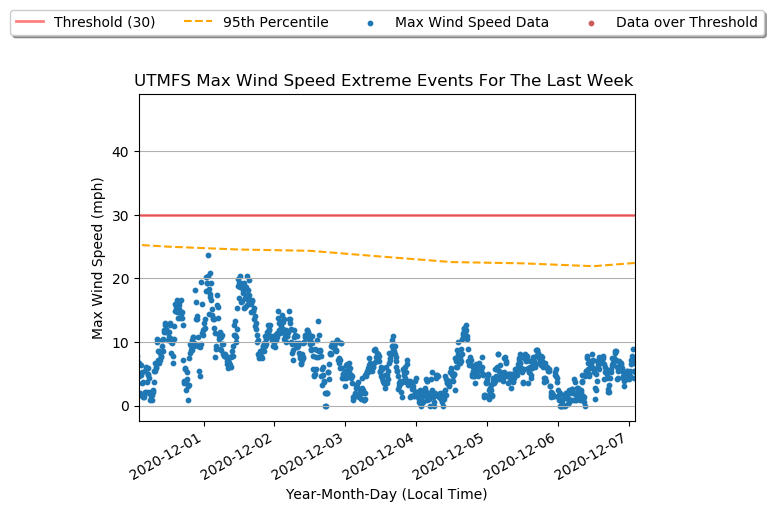 Threshold (30) 95th Percentile Max Wind Speed Data Data over Threshold
UTMFS Max Wind Speed Extreme Events For The Last Week
Max Wind Speed (mph)
40
30
20
10
0
2020-12-01 2020-12-02 2020-12-03 2020-12-04 2020-12-05 2020-12-06 2020-12-07
Year-Month-Day (Local Time)